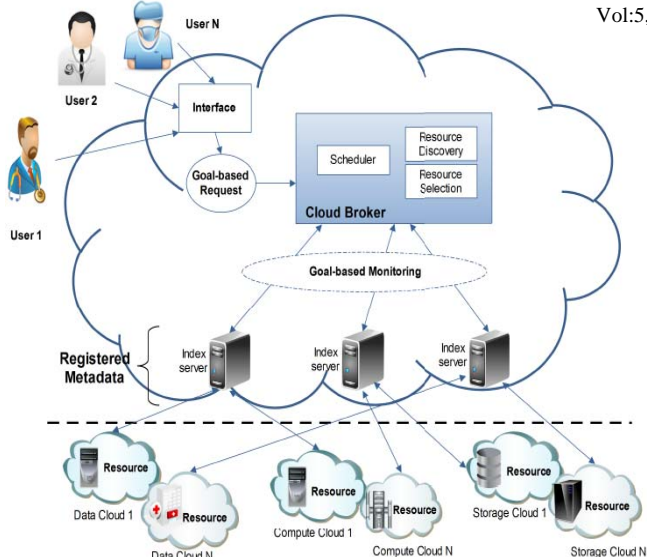 Vol:5,
User N
User 2
User 1
Interface
Goal-based
Request
Scheduler
Resource
Discovery
Resource
Selection
Cloud Broker
Goal-based Monitoring
Registered
Metadata
Index
server
Index
server
Index
server
Resource
Data Cloud 1
Resource
Data Cloud N
Resource
Compute Cloud 1
Resource
Compute Cloud N
Resource
Storage Cloud 1
Resource
Storage Cloud N